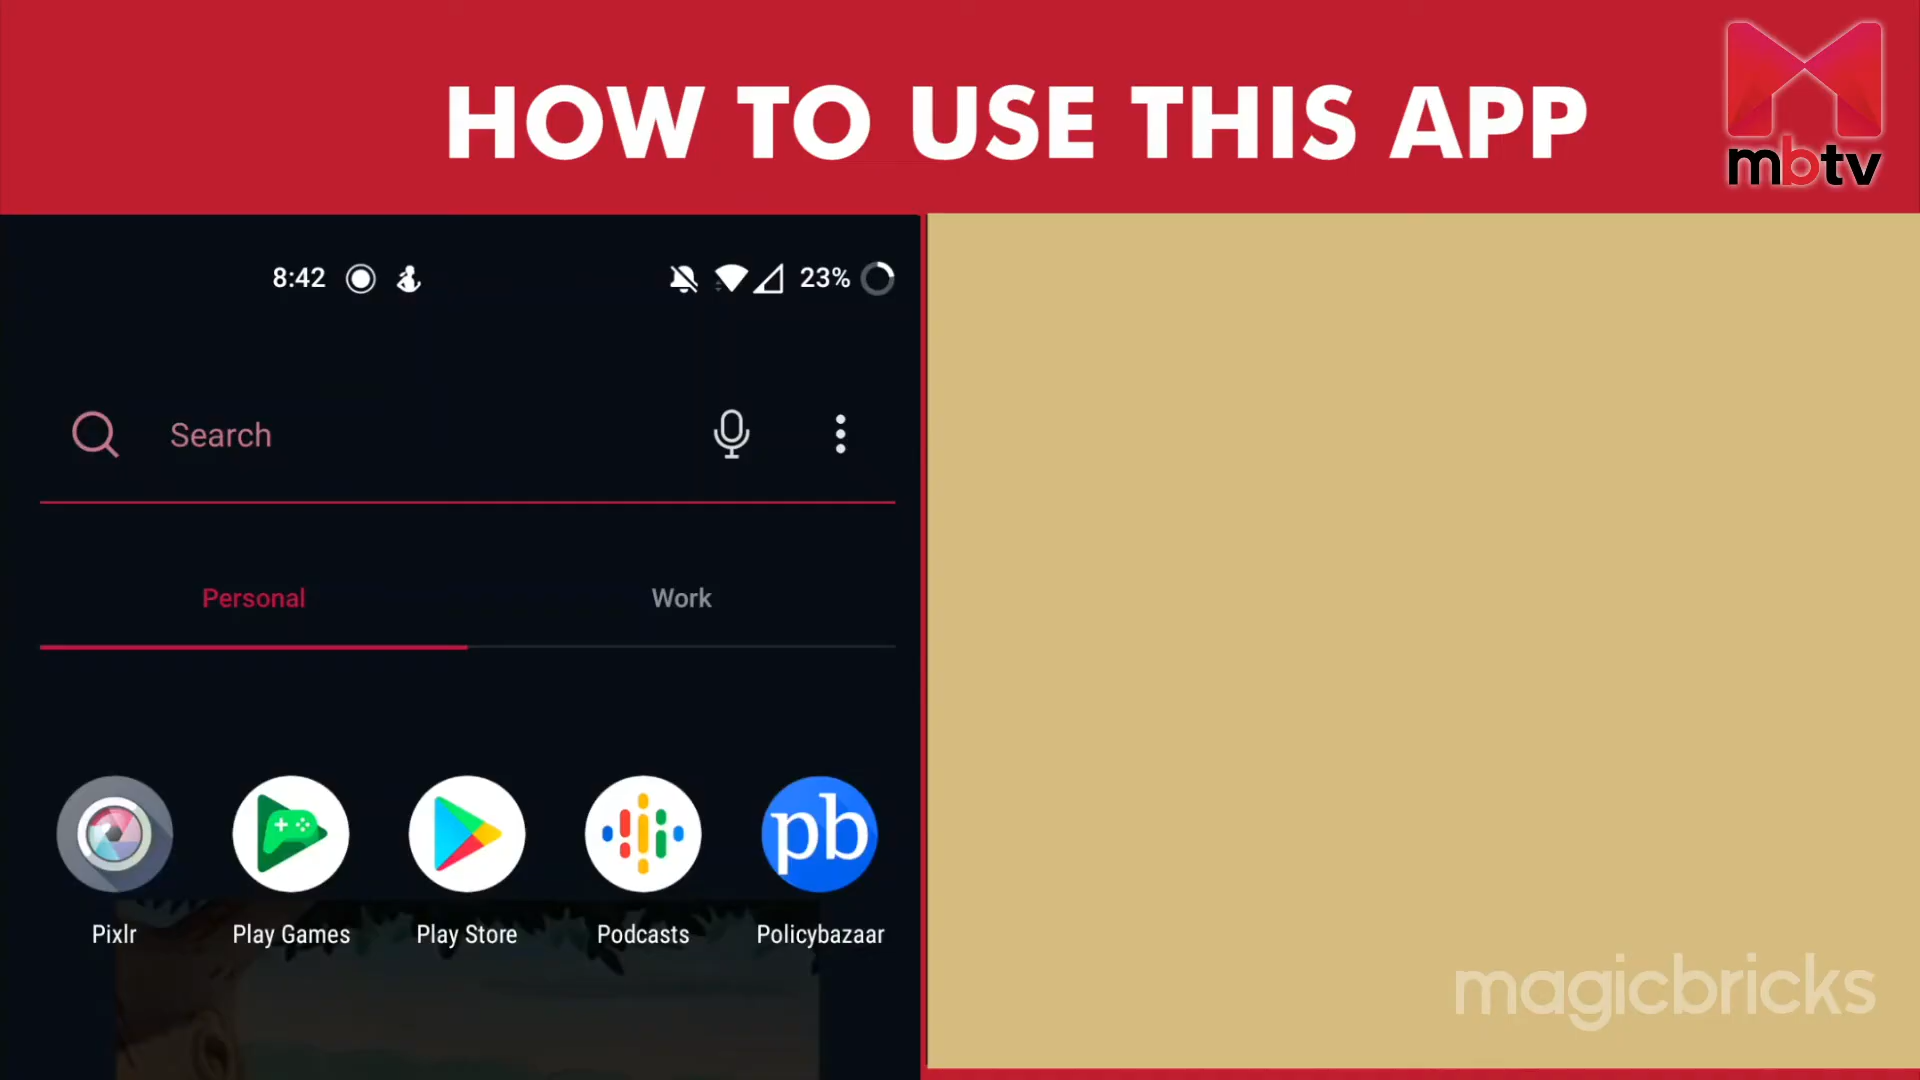 HOW TO USE THIS APP
mbtv
8:42
23%
Search
Personal
Work
pb
Pixlr
Play Games
Play Store
Podcasts
Policybazaar
magicbricks